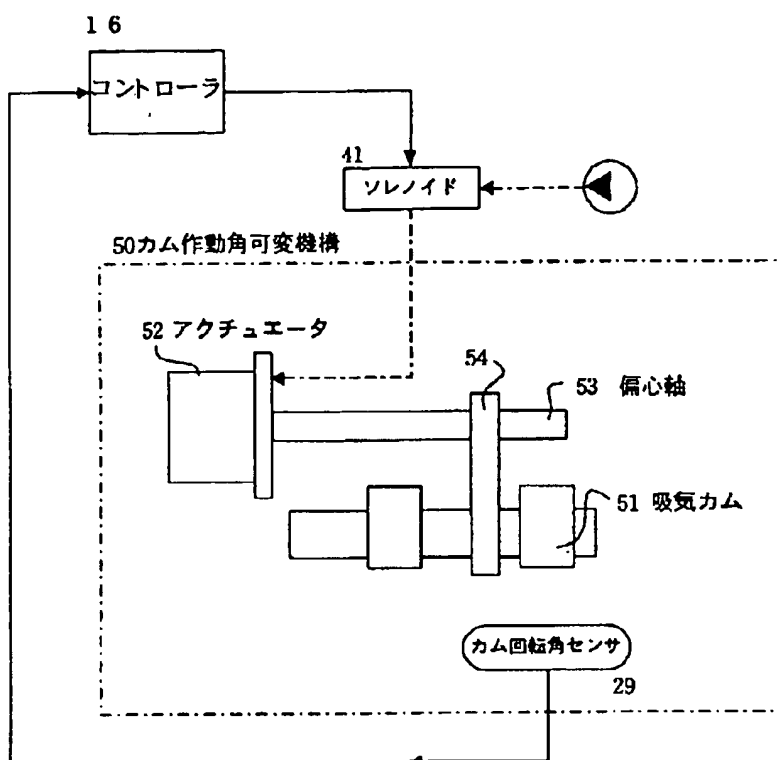 １６
コントローラ
41
ソレノイド
50カム作動角可変機構
52 アクチュエータ
54
53 偏心軸
51 吸気カム
カム回転角センサ
29